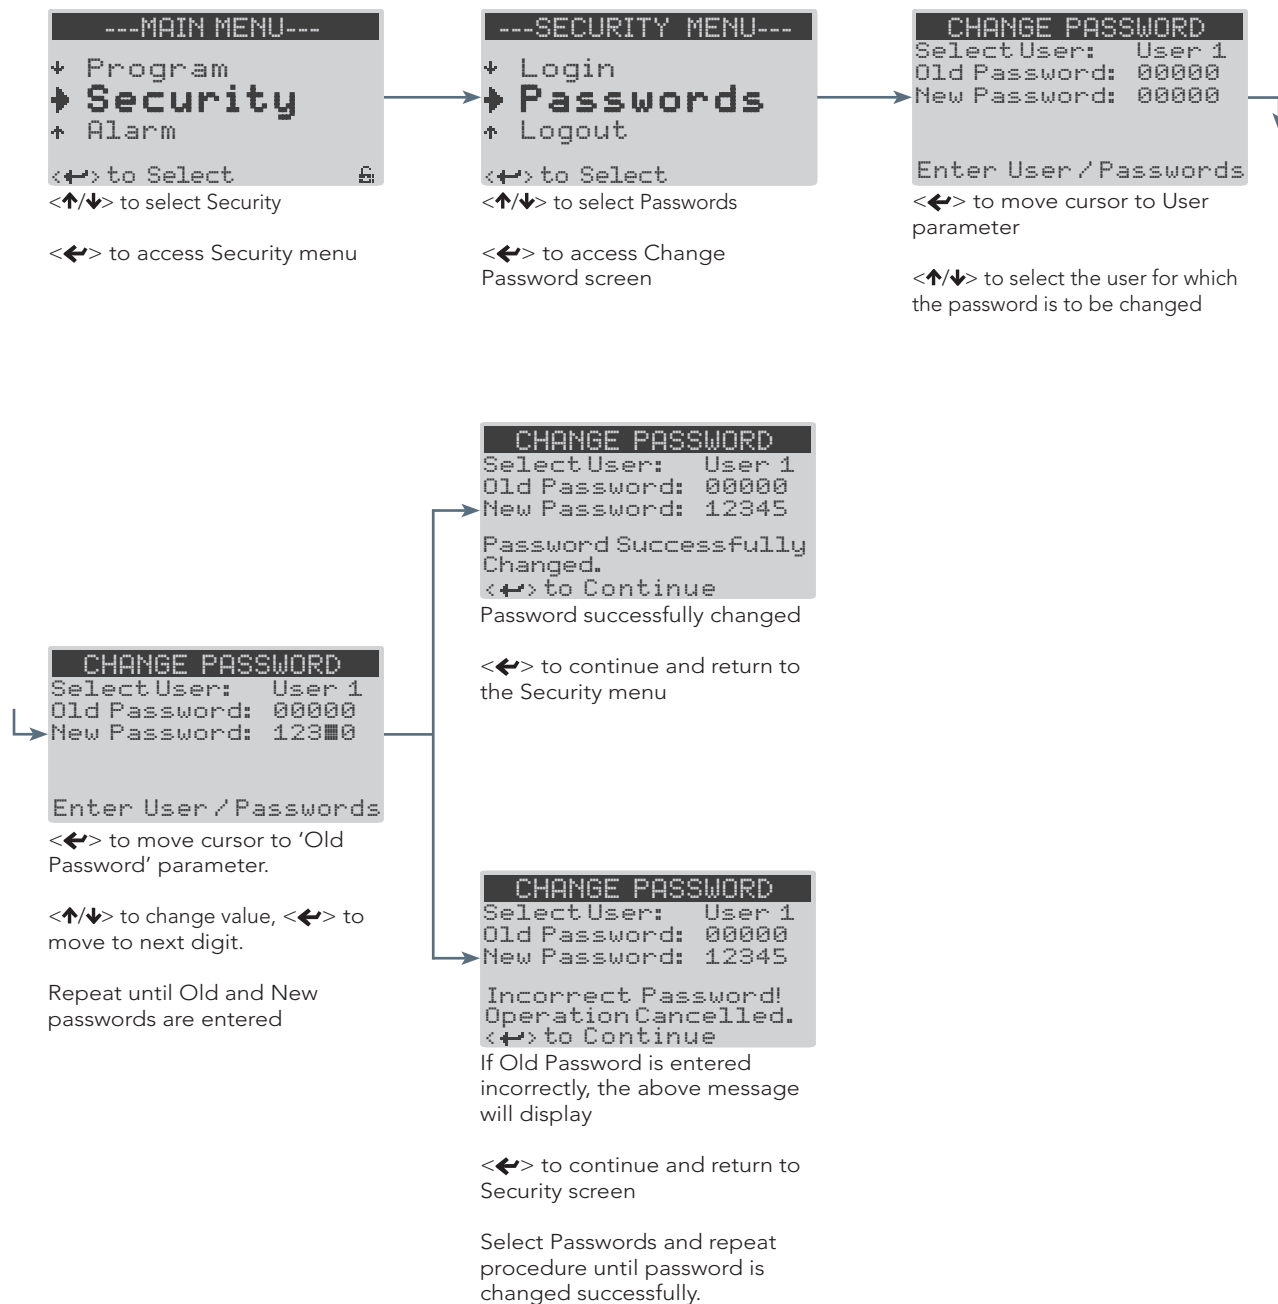 ---MAIN MENU---
↓ Program
→ Security
↑ Alarm
<↵> to Select
<↑/↓> to select Security
<↵> to access Security menu
---SECURITY MENU---
↓ Login
→ Passwords
↑ Logout
<↵> to Select
<↑/↓> to select Passwords
<↵> to access Change
Password screen
CHANGE PASSWORD
Select User: User 1
Old Password: 00000
New Password: 00000
Enter User / Passwords
<↵> to move cursor to User
parameter
<↑/↓> to select the user for which
the password is to be changed
CHANGE PASSWORD
Select User: User 1
Old Password: 00000
New Password: 123■0
Enter User / Passwords
<↵> to move cursor to ‘Old
Password’ parameter.
<↑/↓> to change value, <↵> to
move to next digit.
Repeat until Old and New
passwords are entered
CHANGE PASSWORD
Select User: User 1
Old Password: 00000
New Password: 12345
Password Successfully
Changed.
<↵> to Continue
Password successfully changed
<↵> to continue and return to
the Security menu
CHANGE PASSWORD
Select User: User 1
Old Password: 00000
New Password: 12345
Incorrect Password!
Operation Cancelled.
<↵> to Continue
If Old Password is entered
incorrectly, the above message
will display
<↵> to continue and return to
Security screen
Select Passwords and repeat
procedure until password is
changed successfully.